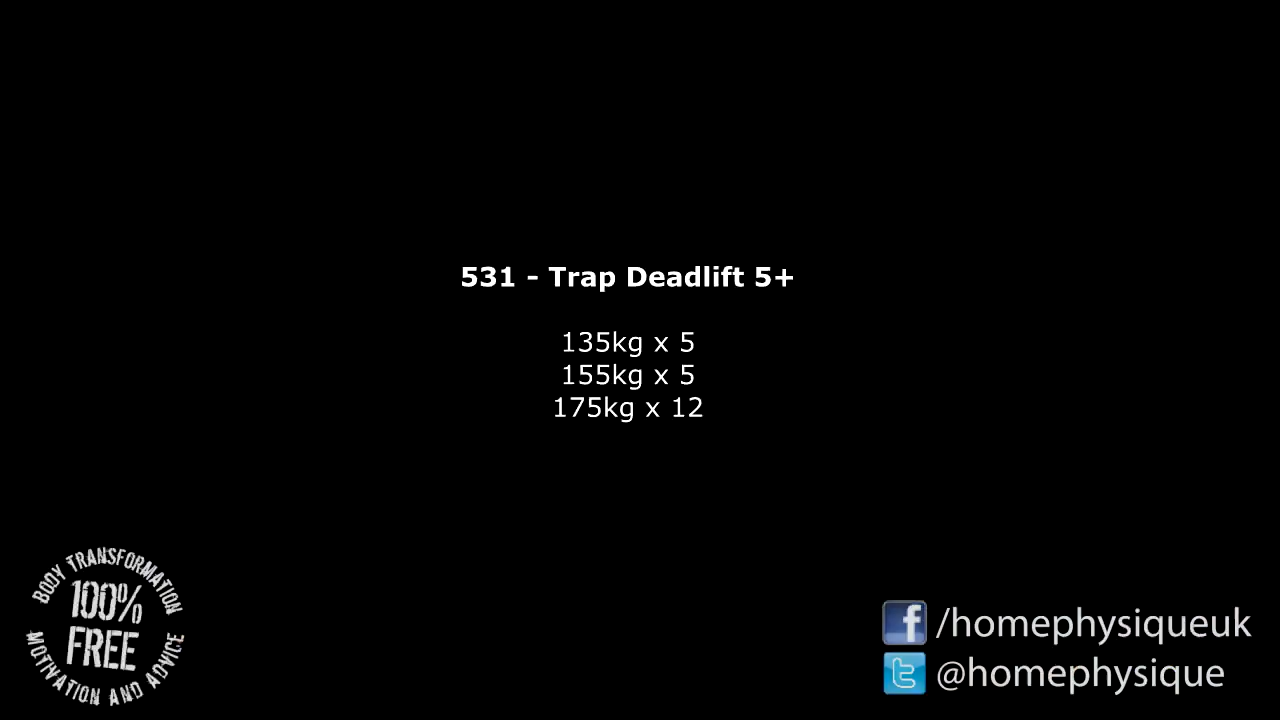 531 - Trap Deadlift 5+
135kg x 5
155kg x 5
175kg x 12
BODY TRANSFORMATION
100%
FREE
MOTIVATION AND ADVICE
f /homephysiqueuk
t @homephysique